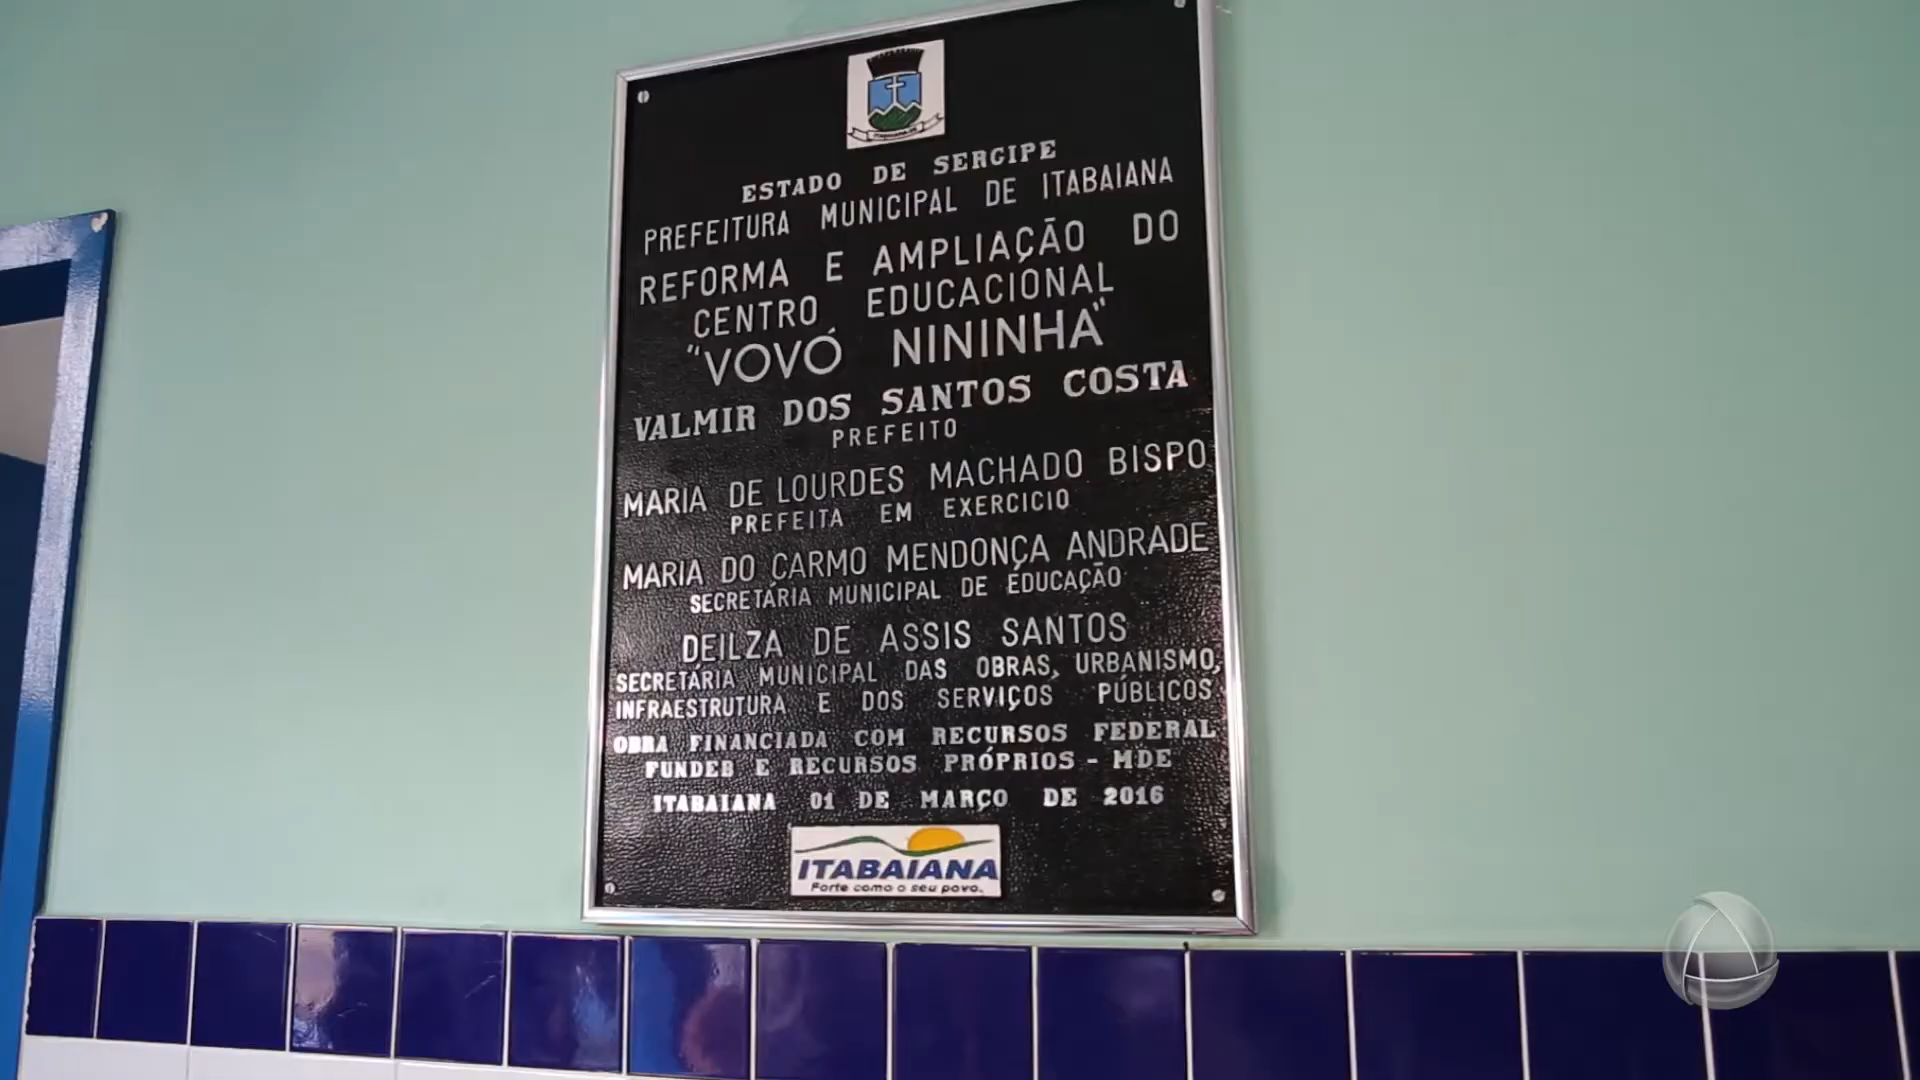 ESTADO DE SERGIPE
PREFEITURA MUNICIPAL DE ITABAIANA
REFORMA E AMPLIAÇÃO DO
CENTRO EDUCACIONAL
"VOVÓ NININHA"
VALMIR DOS SANTOS COSTA
PREFEITO
MARIA DE LOURDES MACHADO BISPO
PREFEITA EM EXERCICIO
MARIA DO CARMO MENDONÇA ANDRADE
SECRETÁRIA MUNICIPAL DE EDUCAÇÃO
DEILZA DE ASSIS SANTOS
SECRETÁRIA MUNICIPAL DAS OBRAS, URBANISMO,
INFRAESTRUTURA E DOS SERVIÇOS PÚBLICOS
OBRA FINANCIADA COM RECURSOS FEDERAL
FUNDEB E RECURSOS PRÓPRIOS - MDE
ITABAIANA 01 DE MARÇO DE 2016
ITABAIANA
Forte como o seu povo.